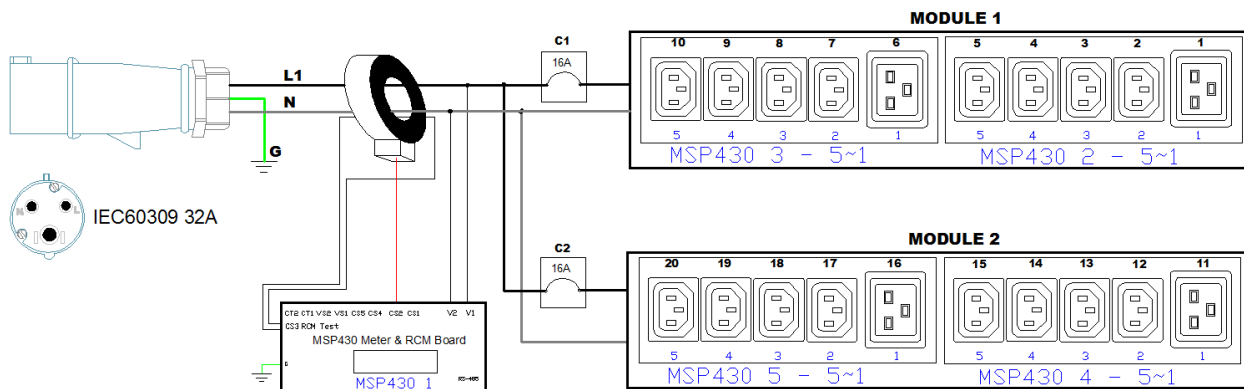 MODULE 1
C1
16A
10 9 8 7 6 5 4 3 2 1
L1
N
G
5 4 3 2 1 5 4 3 2 1
MSP430 3 - 5~1 MSP430 2 - 5~1
N L
IEC60309 32A
MODULE 2
C2
16A
20 19 18 17 16 15 14 13 12 11
CT2 CT1 VS2 VS1 CS5 CS4 CS2 CS1 V2 V1
CS3 RCM Test
MSP430 Meter & RCM Board
5 4 3 2 1 5 4 3 2 1
MSP430 5 - 5~1 MSP430 4 - 5~1
MSP430 1 RS-485